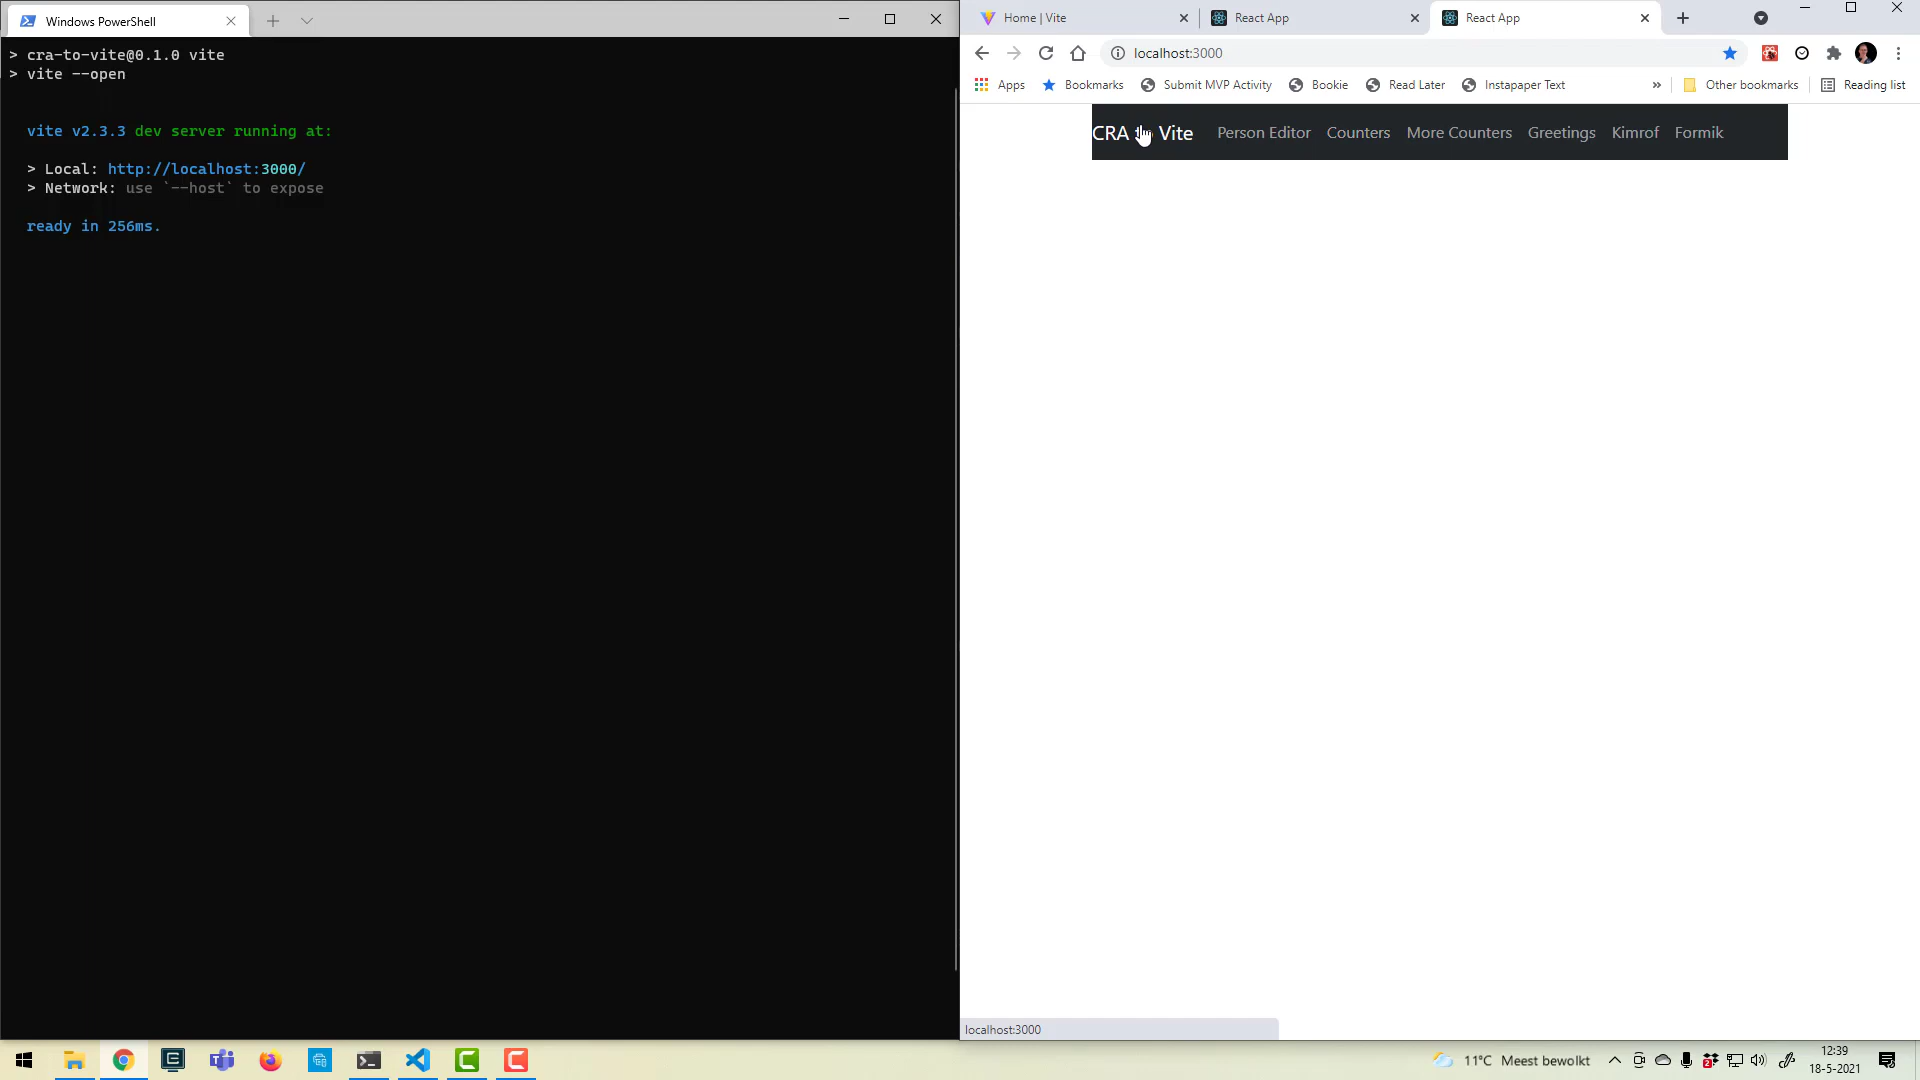 Windows PowerShell
> cra-to-vite@0.1.0 vite
> vite --open
vite v2.3.3 dev server running at:
> Local: http://localhost:3000/
> Network: use `--host` to expose
ready in 256ms.
Home | Vite
React App
React App
localhost:3000
Apps
Bookmarks
Submit MVP Activity
Bookie
Read Later
Instapaper Text
»
Other bookmarks
Reading list
CRA to Vite
Person Editor
Counters
More Counters
Greetings
Kimrof
Formik
localhost:3000
11°C Meest bewolkt
12:39
18-5-2021